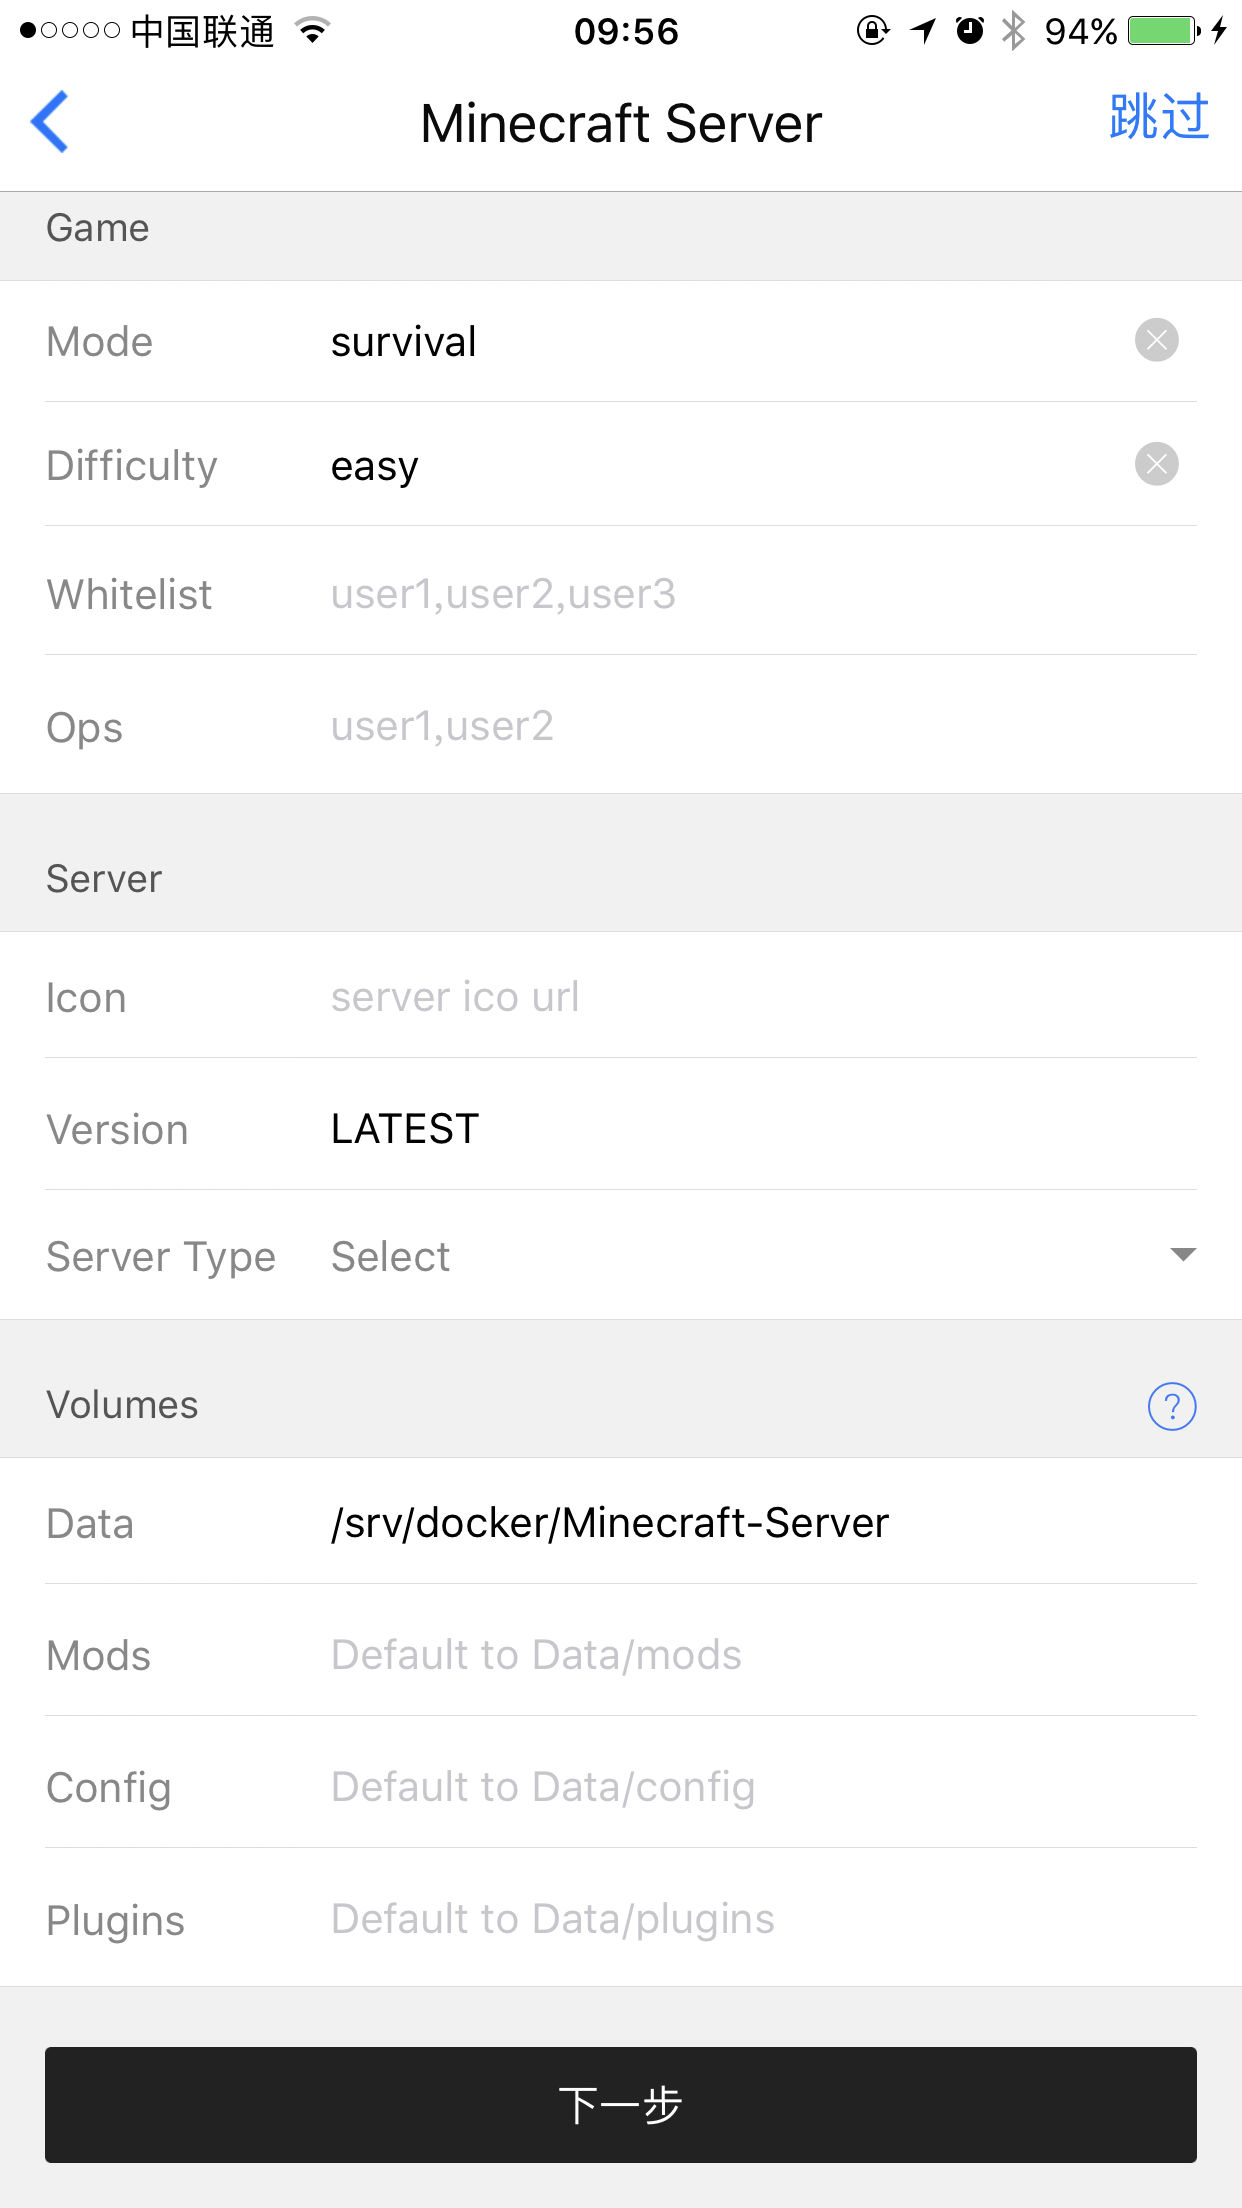 中国联通 09:56 94%
Minecraft Server 跳过
Game
Mode survival
Difficulty easy
Whitelist user1,user2,user3
Ops user1,user2
Server
Icon server ico url
Version LATEST
Server Type Select
Volumes ?
Data /srv/docker/Minecraft-Server
Mods Default to Data/mods
Config Default to Data/config
Plugins Default to Data/plugins
下一步